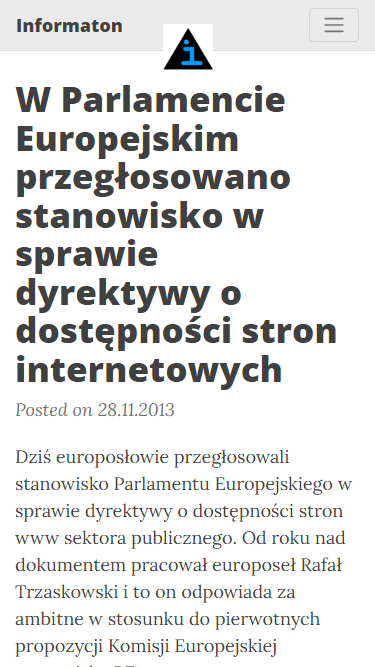 Informaton
i
W Parlamencie
Europejskim
przegłosowano
stanowisko w
sprawie
dyrektywy o
dostępności stron
internetowych
Posted on 28.11.2013
Dziś europosłowie przegłosowali
stanowisko Parlamentu Europejskiego w
sprawie dyrektywy o dostępności stron
www sektora publicznego. Od roku nad
dokumentem pracował europoseł Rafał
Trzaskowski i to on odpowiada za
ambitne w stosunku do pierwotnych
propozycji Komisji Europejskiej